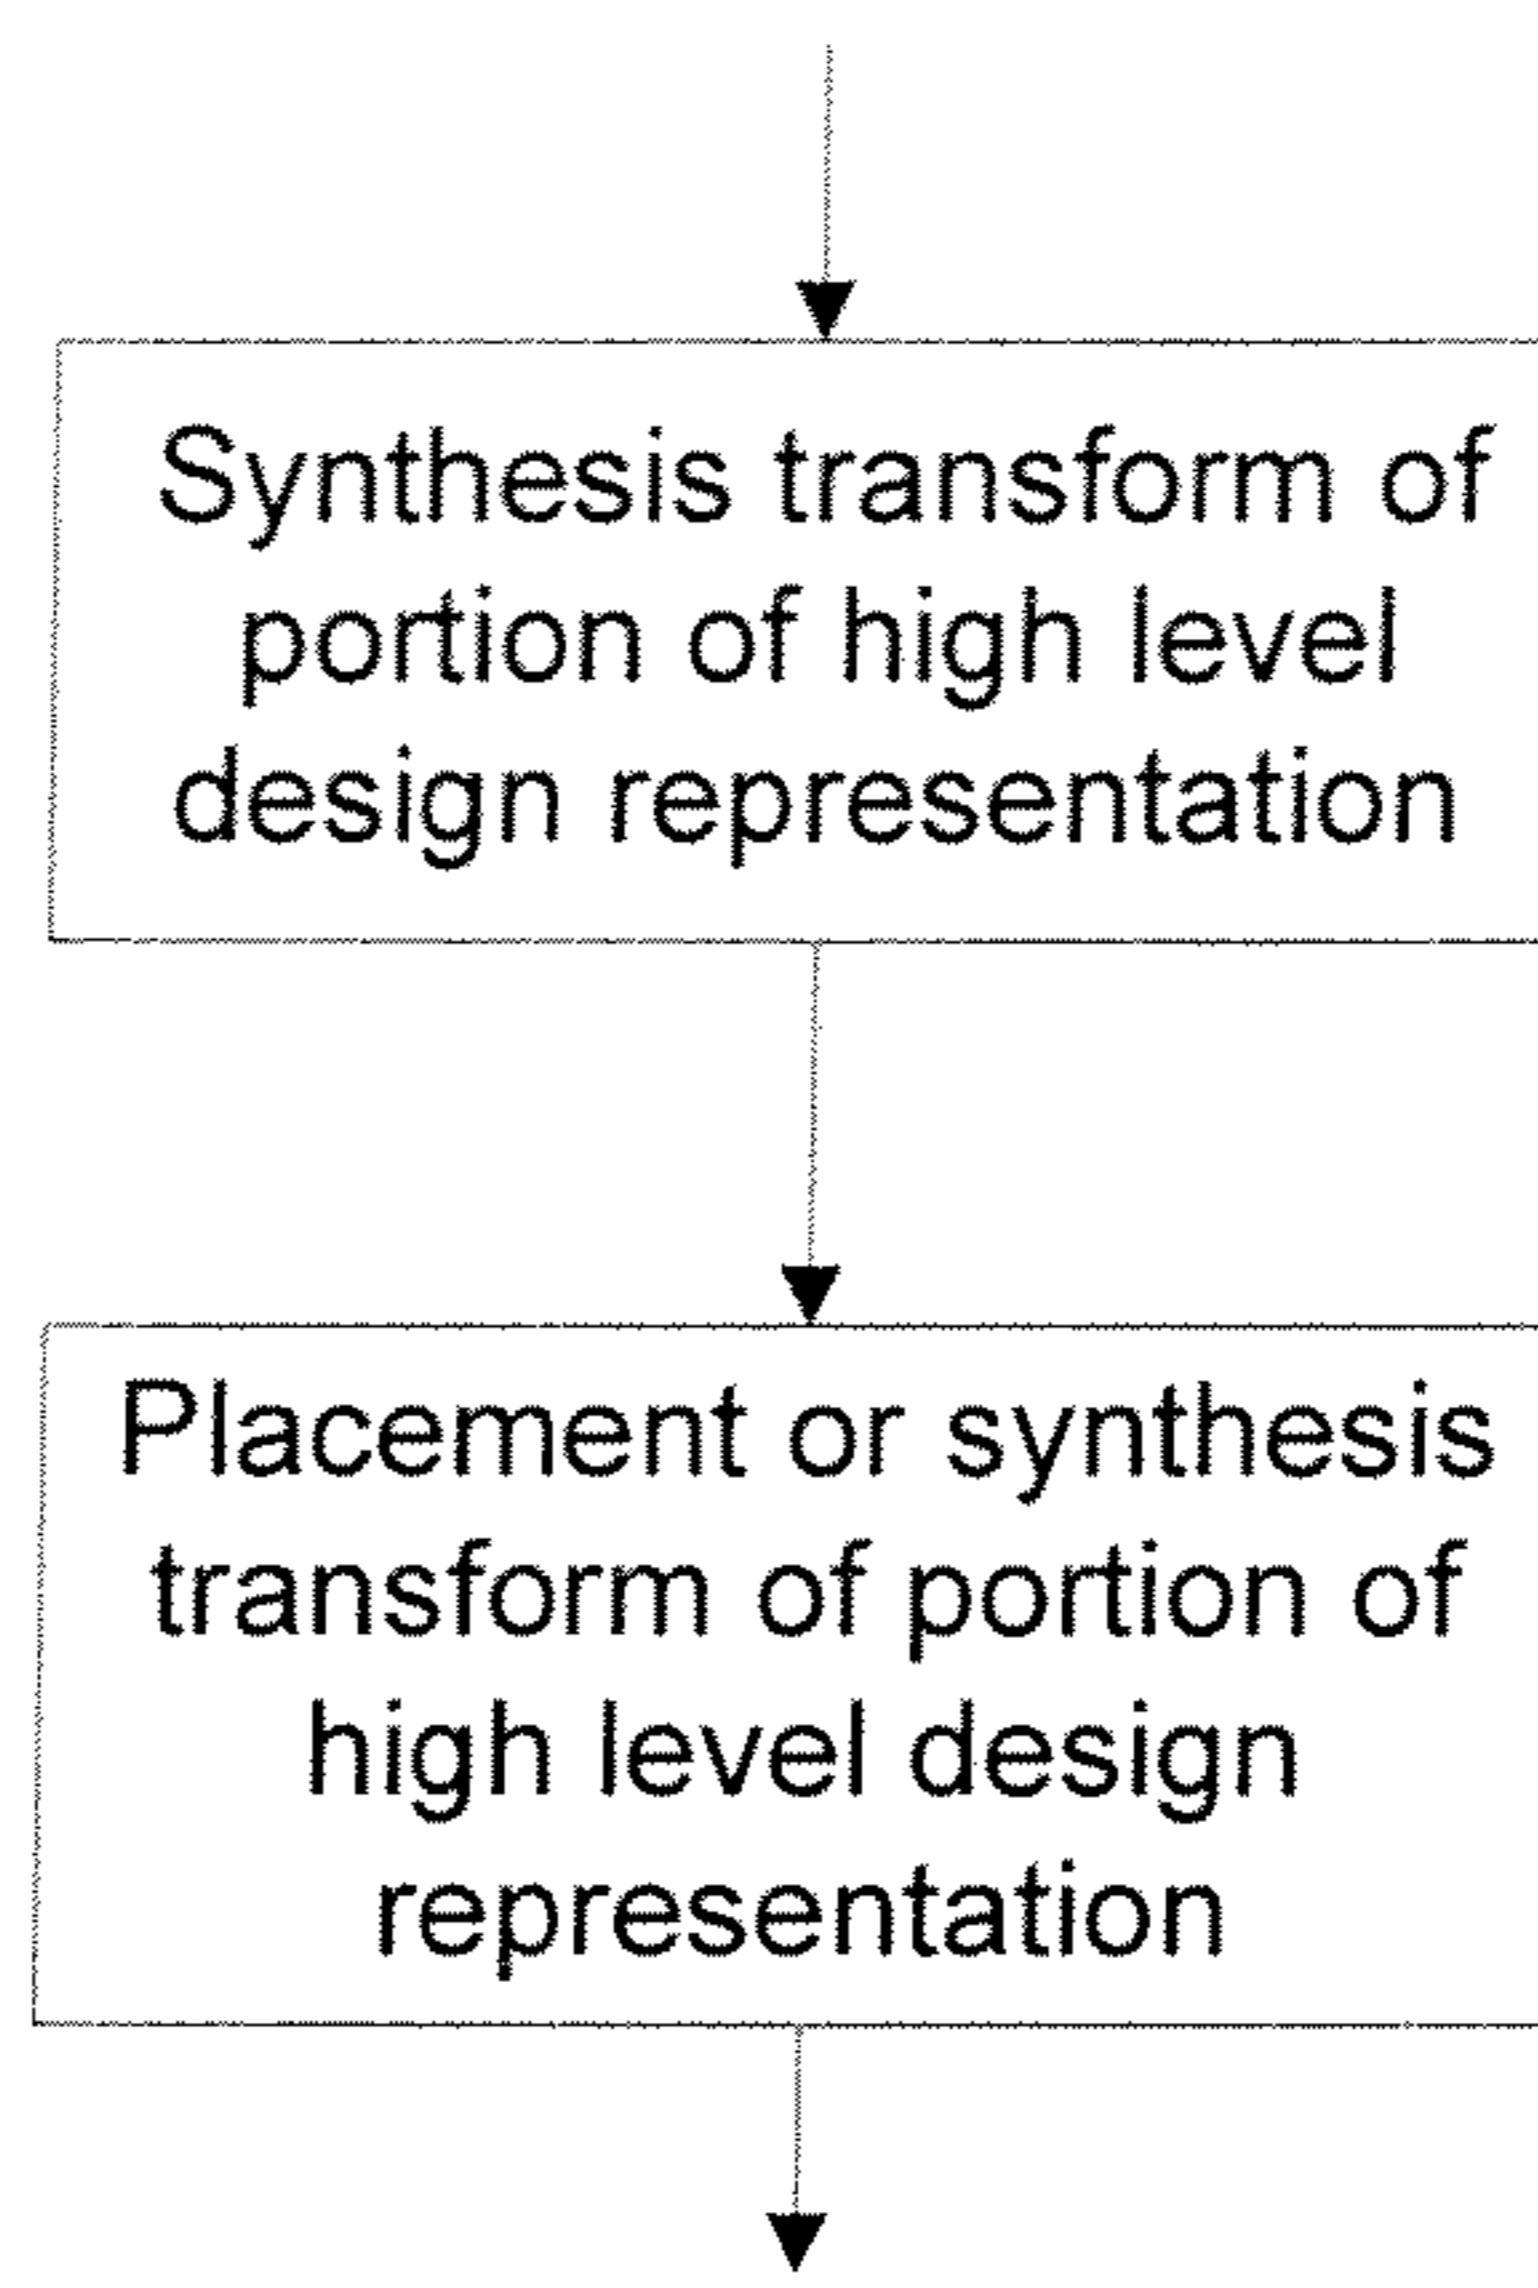 Synthesis transform of
portion of high level
design representation
Placement or synthesis
transform of portion of
high level design
representation